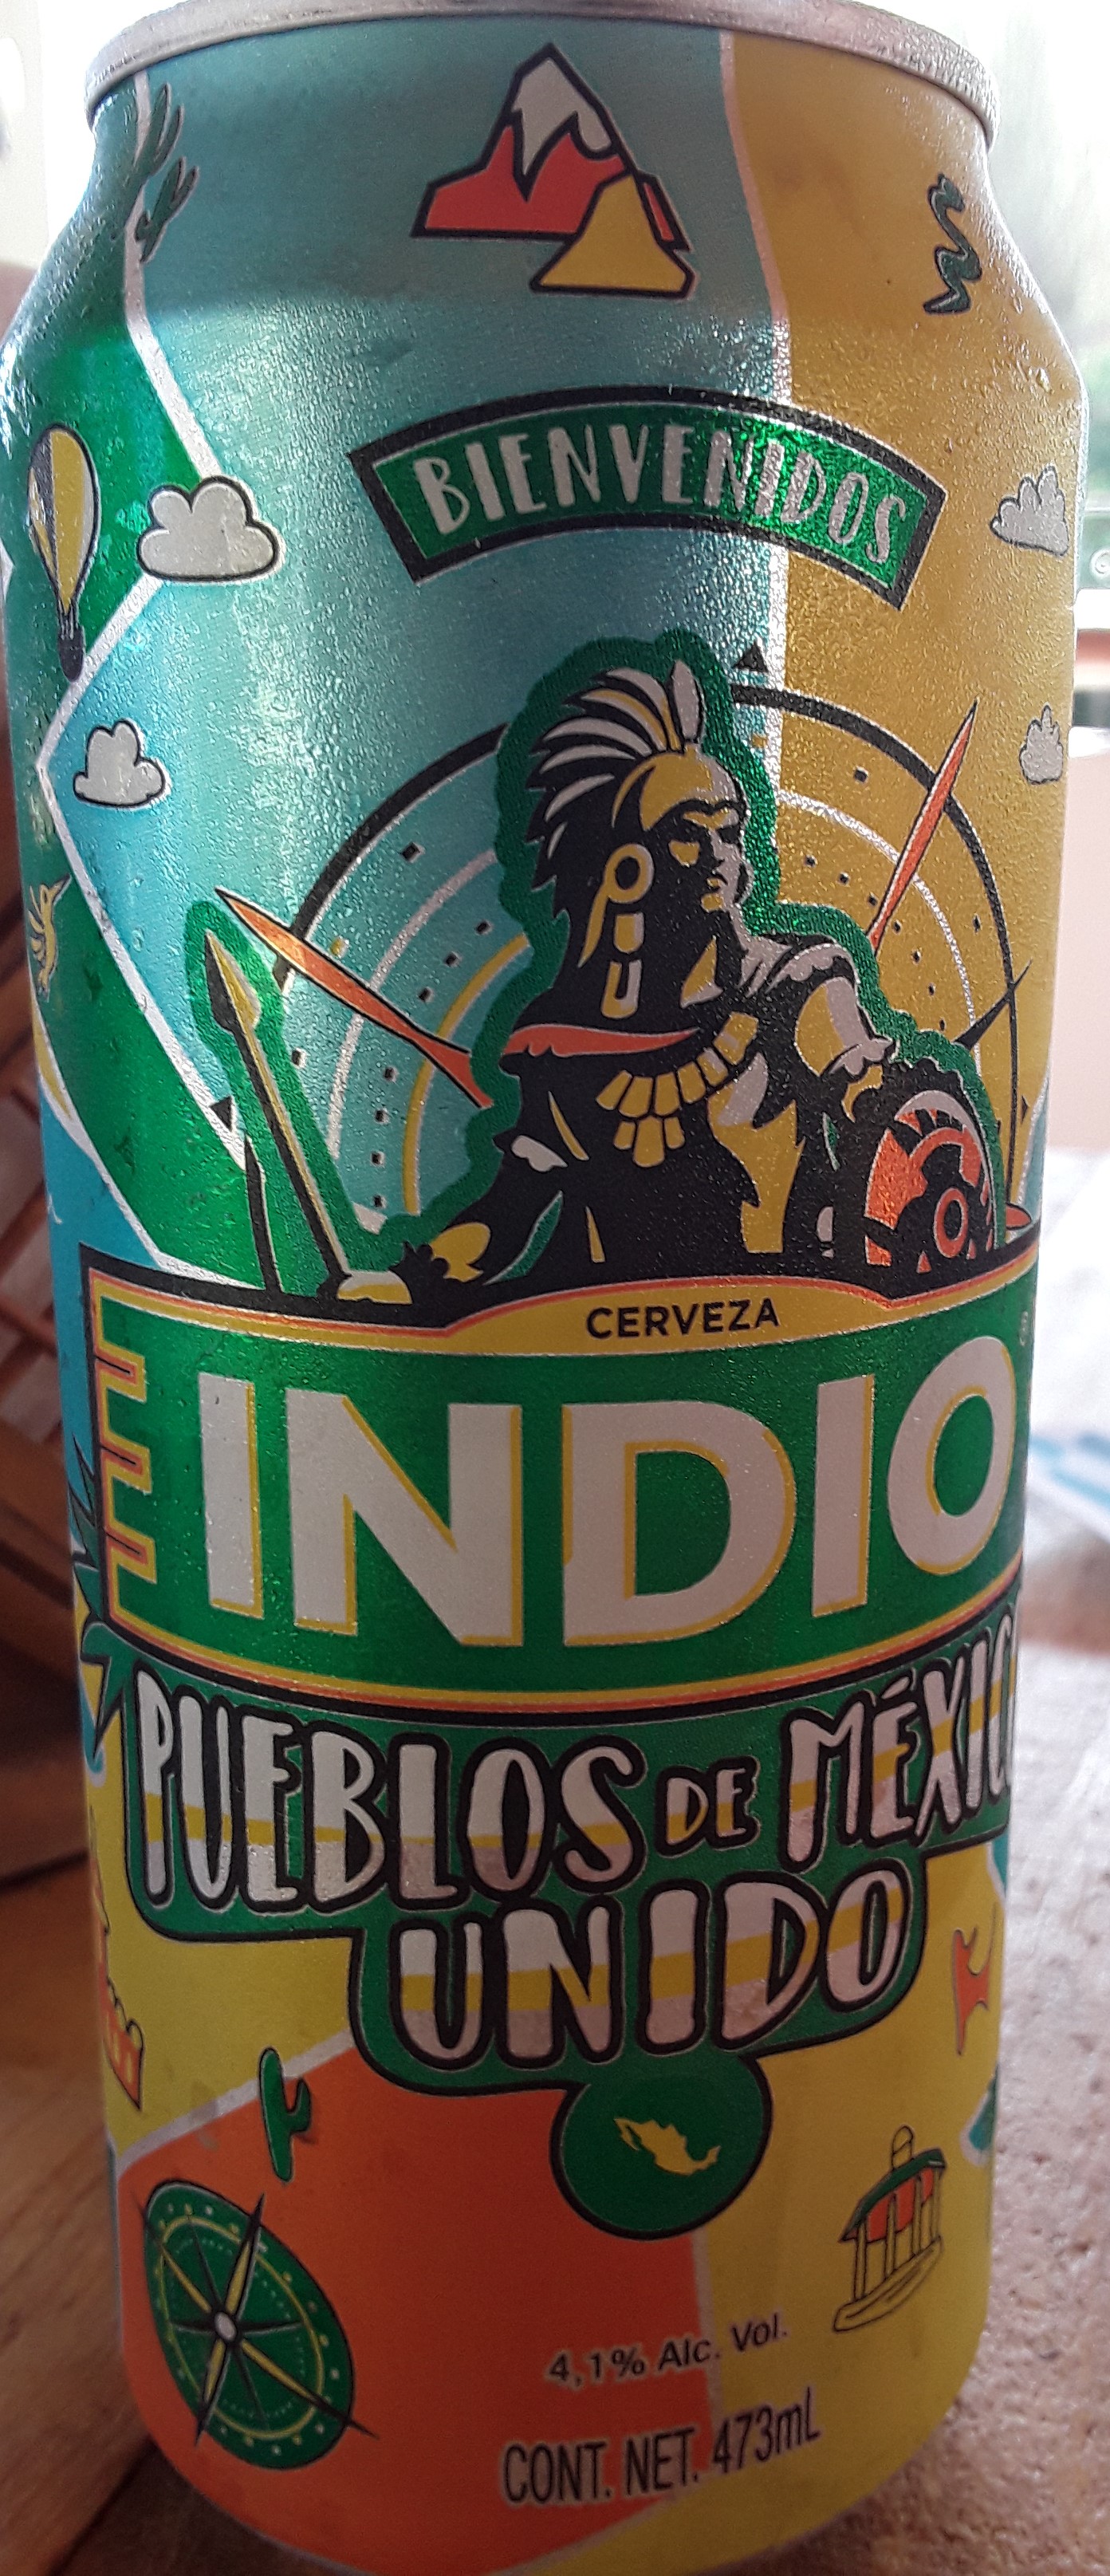 BIENVENIDOS
CERVEZA
INDIO
PUEBLOS DE MÉXICO
UNIDO
4,1% Alc. Vol.
CONT. NET. 473mL